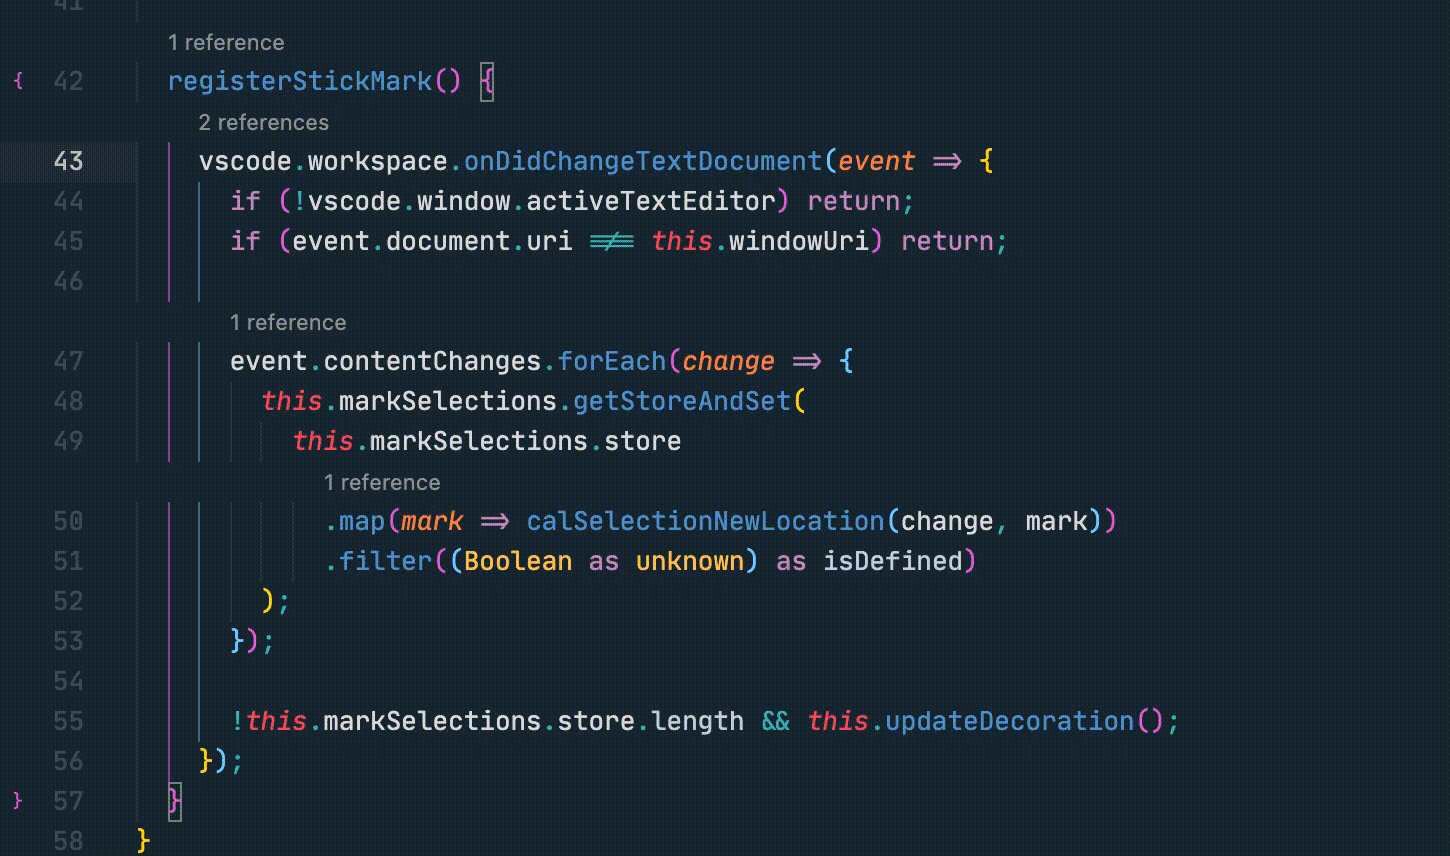 41
1 reference
{ 42 registerStickMark() {
2 references
43 vscode.workspace.onDidChangeTextDocument(event => {
44 if (!vscode.window.activeTextEditor) return;
45 if (event.document.uri !== this.windowUri) return;
46
1 reference
47 event.contentChanges.forEach(change => {
48 this.markSelections.getStoreAndSet(
49 this.markSelections.store
1 reference
50 .map(mark => calSelectionNewLocation(change, mark))
51 .filter((Boolean as unknown) as isDefined)
52 );
53 });
54
55 !this.markSelections.store.length && this.updateDecoration();
56 });
} 57 }
58 }